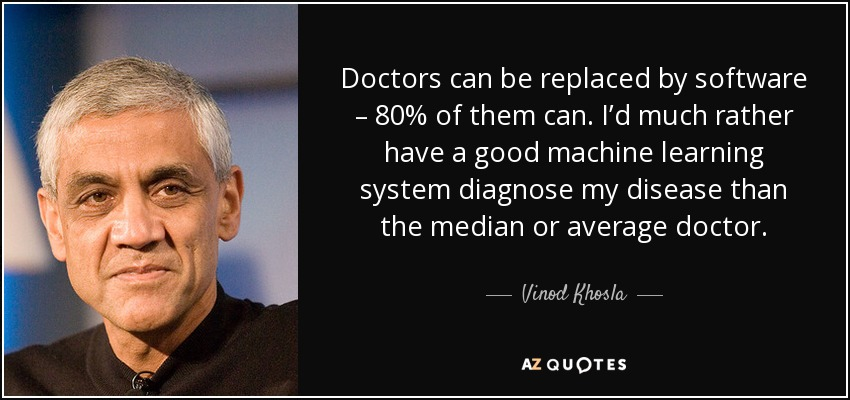 Doctors can be replaced by software
– 80% of them can. I’d much rather
have a good machine learning
system diagnose my disease than
the median or average doctor.
Vinod Khosla
AZ QUOTES